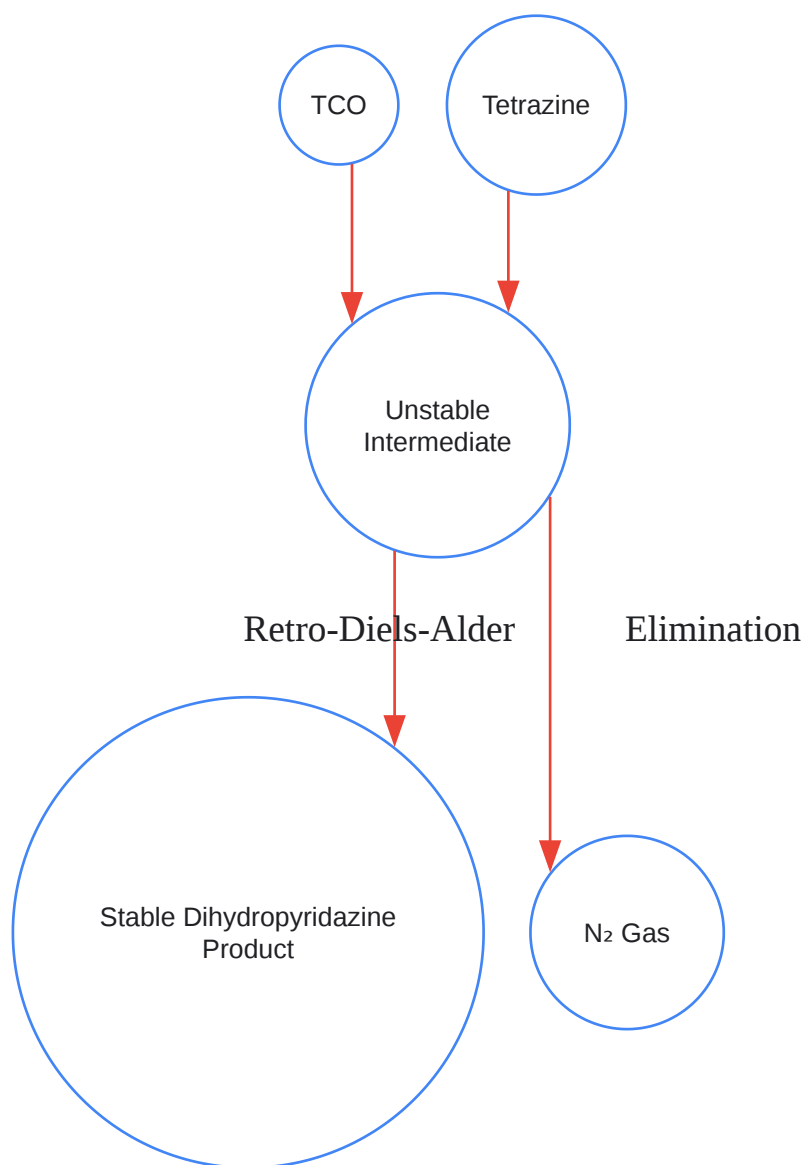 TCO
Tetrazine
Unstable
Intermediate
Retro-Diels-Alder
Elimination
Stable Dihydropyridazine
Product
N₂ Gas